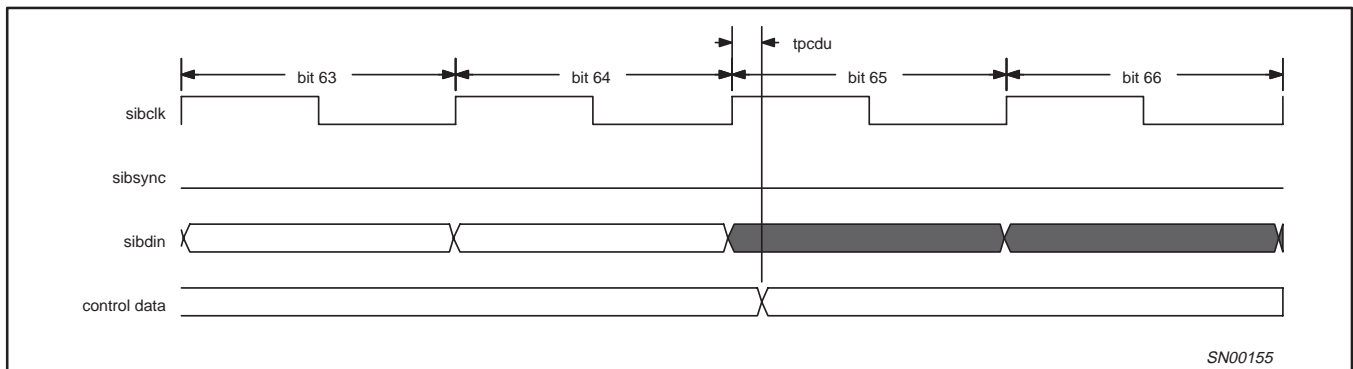 tpcdu
bit 63 bit 64 bit 65 bit 66
sibclk
sibsync
sibdin
control data
SN00155